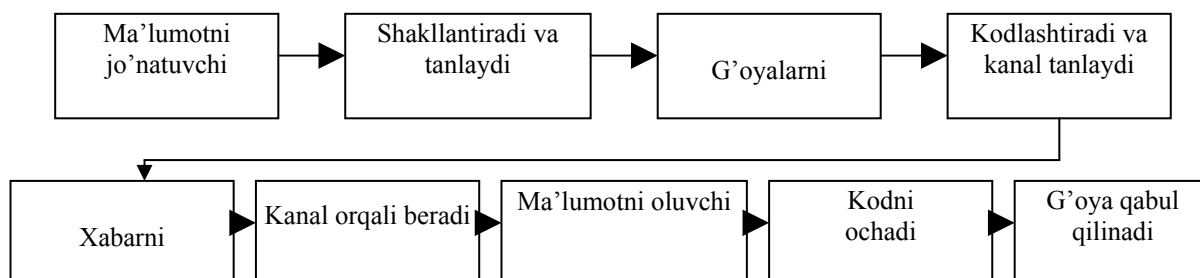 Ma’lumotni
jo’natuvchi
Shakllantiradi va
tanlaydi
G’oyalarni
Kodlashtiradi va
kanal tanlaydi
Xabarni
Kanal orqali beradi
Ma’lumotni oluvchi
Kodni
ochadi
G’oya qabul
qilinadi